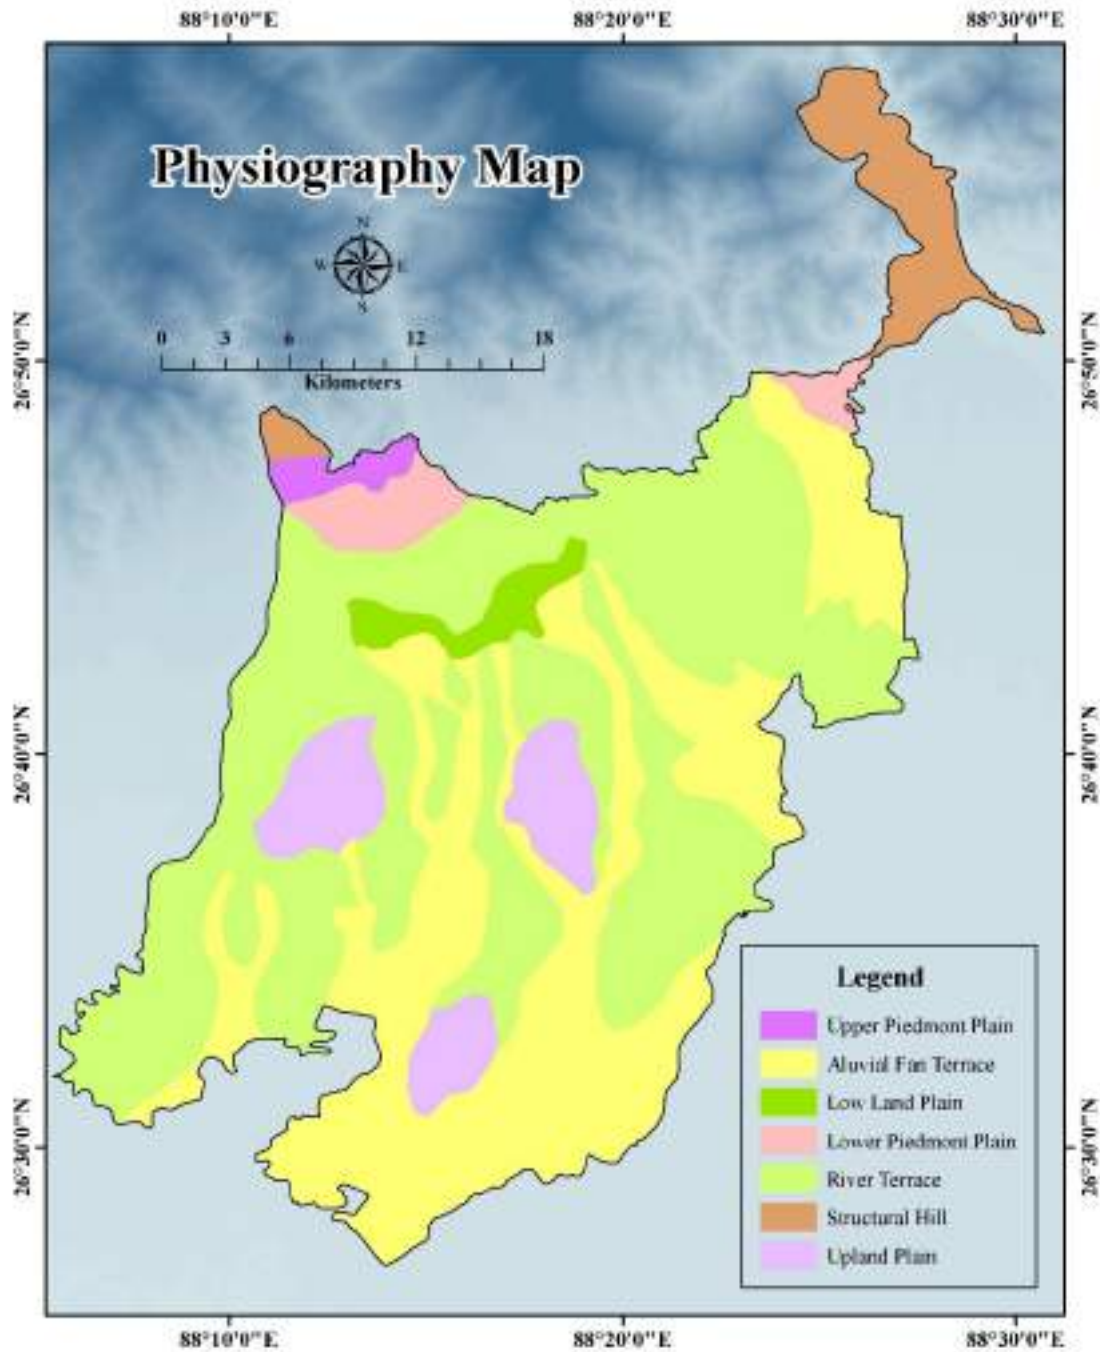 88°10'0"E 88°20'0"E 88°30'0"E
Physiography Map
N
W E
S
0 3 6 12 18
Kilometers
26°50'0"N 26°50'0"N
26°40'0"N 26°40'0"N
26°30'0"N 26°30'0"N
Legend
Upper Piedmont Plain
Aluvial Fan Terrace
Low Land Plain
Lower Piedmont Plain
River Terrace
Structural Hill
Upland Plain
88°10'0"E 88°20'0"E 88°30'0"E